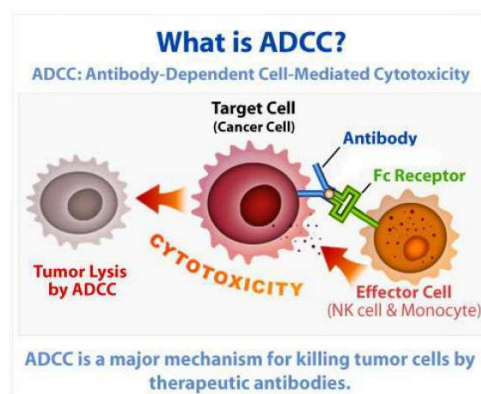 What is ADCC?
ADCC: Antibody-Dependent Cell-Mediated Cytotoxicity
Target Cell
(Cancer Cell)
Antibody
Fc Receptor
CYTOTOXICITY
Tumor Lysis
by ADCC
Effector Cell
(NK cell & Monocyte)
ADCC is a major mechanism for killing tumor cells by
therapeutic antibodies.